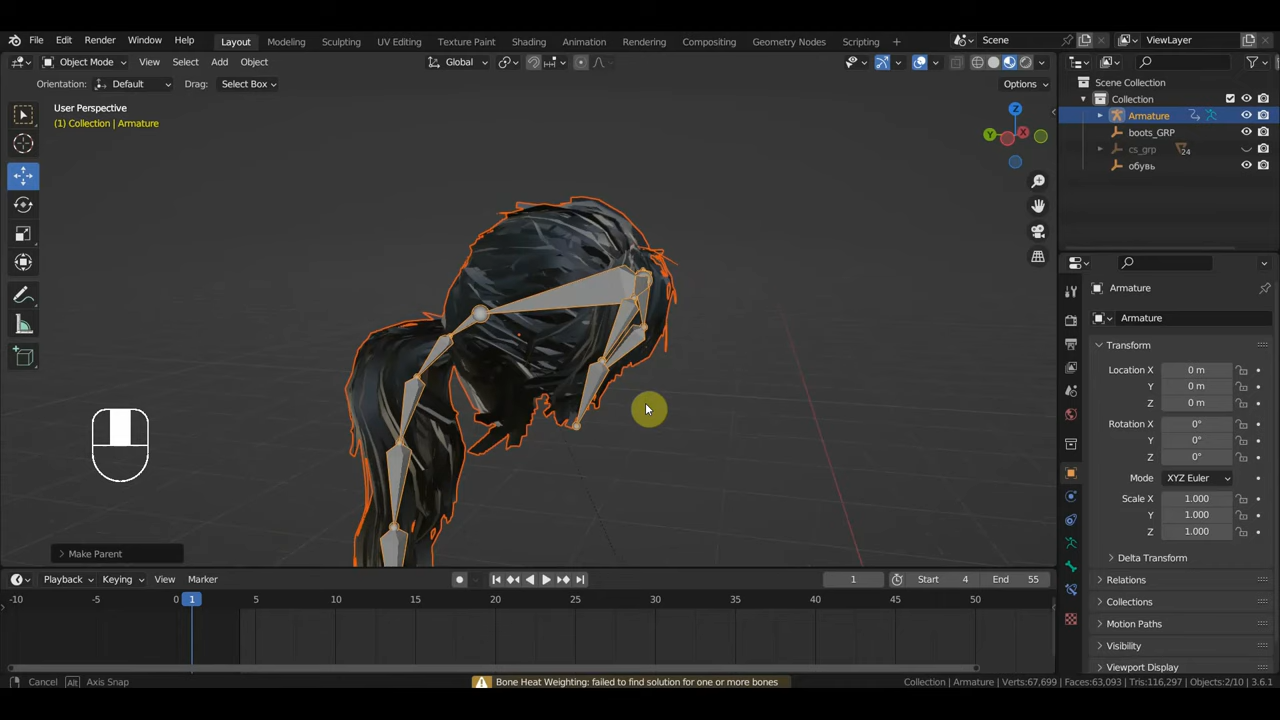 File Edit Render Window Help Layout Modeling Sculpting UV Editing Texture Paint Shading Animation Rendering Compositing Geometry Nodes Scripting + Scene ViewLayer
Object Mode View Select Add Object Global
Orientation: Default Drag: Select Box Options
User Perspective
(1) Collection | Armature
Z
Y
X
Scene Collection
Collection
Armature
boots_GRP
cs_grp 24
обувь
Armature
Armature
Transform
Location X 0 m
Y 0 m
Z 0 m
Rotation X 0°
Y 0°
Z 0°
Mode XYZ Euler
Scale X 1.000
Y 1.000
Z 1.000
Delta Transform
Relations
Collections
Motion Paths
Visibility
Viewport Display
Make Parent
Playback Keying View Marker 1 Start 4 End 55
-10 -5 0 1 5 10 15 20 25 30 35 40 45 50
Cancel Alt Axis Snap Bone Heat Weighting: failed to find solution for one or more bones Collection | Armature Verts:67,699 | Faces:63,093 | Tris:116,297 | Objects:2/10 | 3.6.1